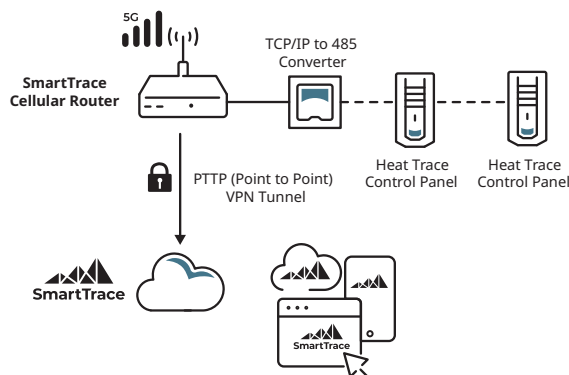 5G
TCP/IP to 485
Converter
SmartTrace
Cellular Router
Heat Trace
Control Panel
Heat Trace
Control Panel
PTTP (Point to Point)
VPN Tunnel
SmartTrace
SmartTrace